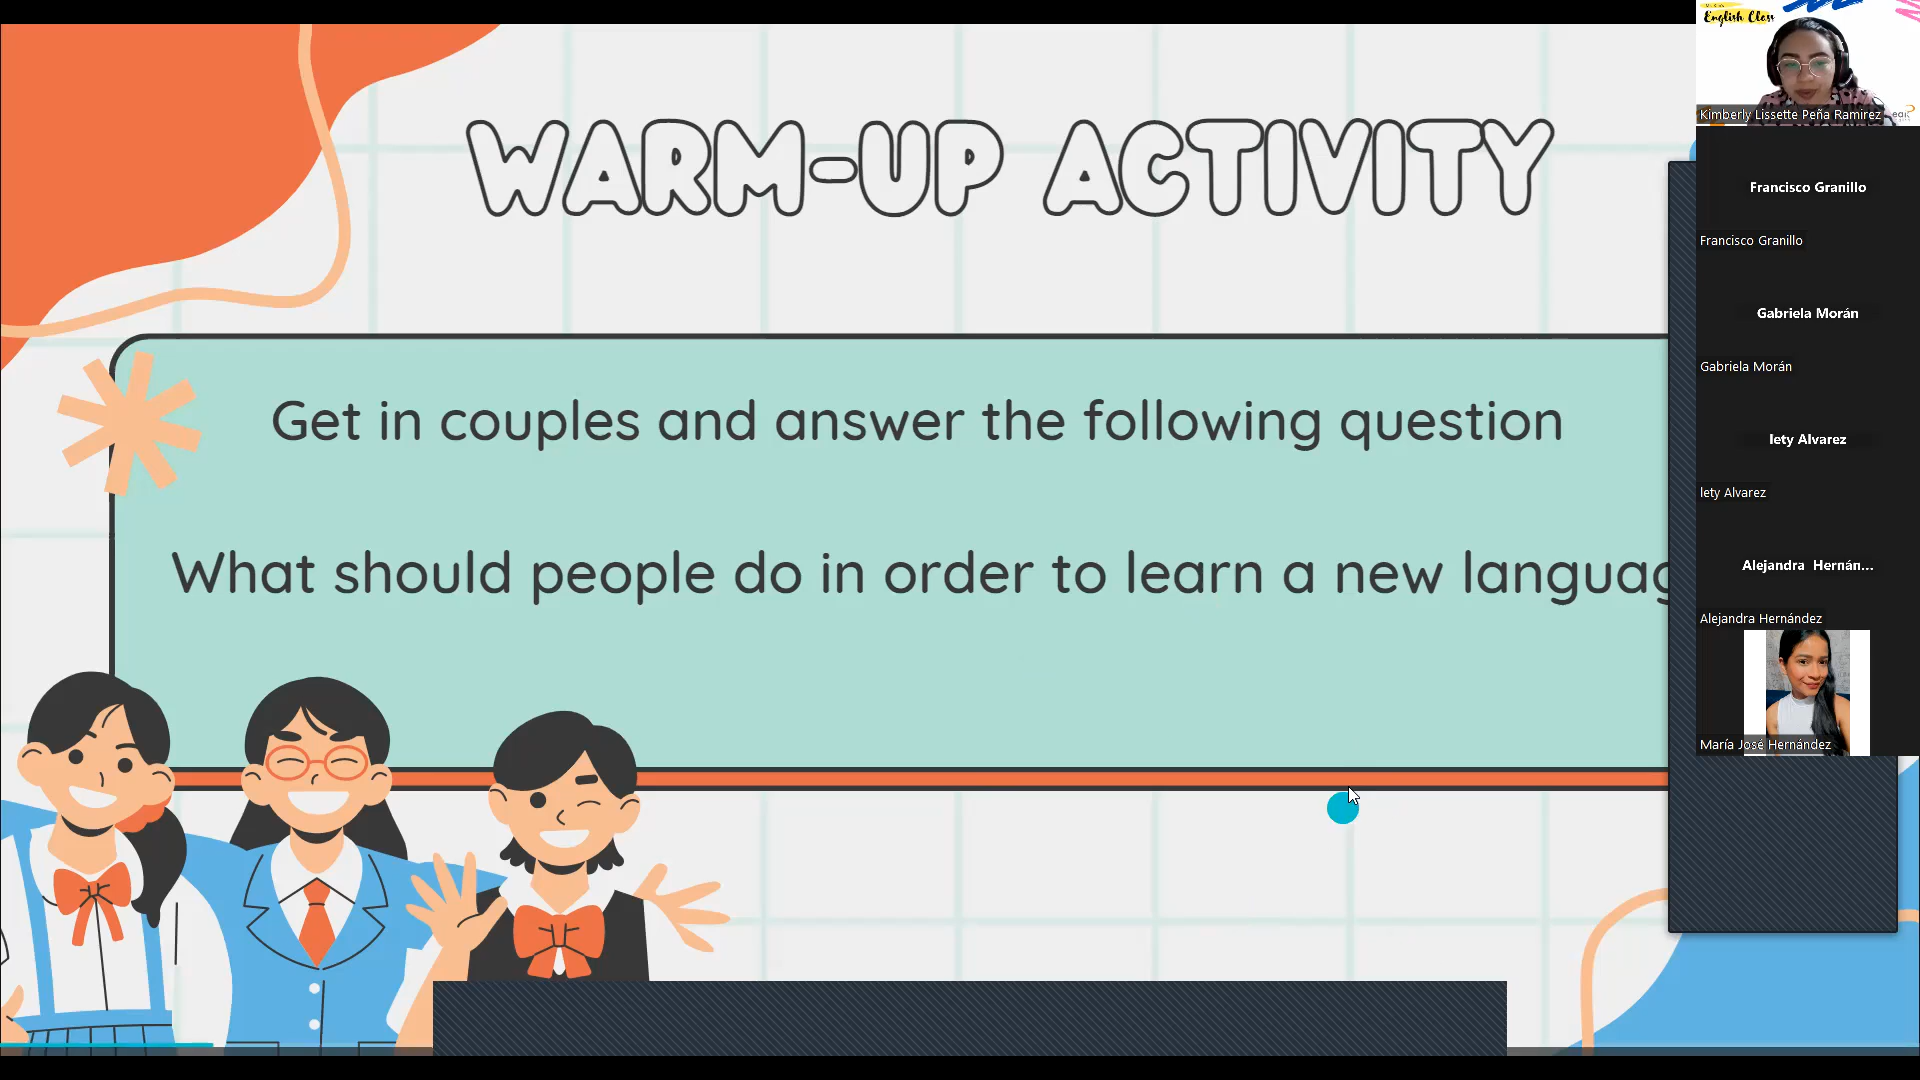 WARM-UP ACTIVITY
Get in couples and answer the following question
What should people do in order to learn a new languag
English Class
Kimberly Lissette Peña Ramirez
Francisco Granillo
Francisco Granillo
Gabriela Morán
Gabriela Morán
lety Alvarez
lety Alvarez
Alejandra Hernán...
Alejandra Hernández
María José Hernández